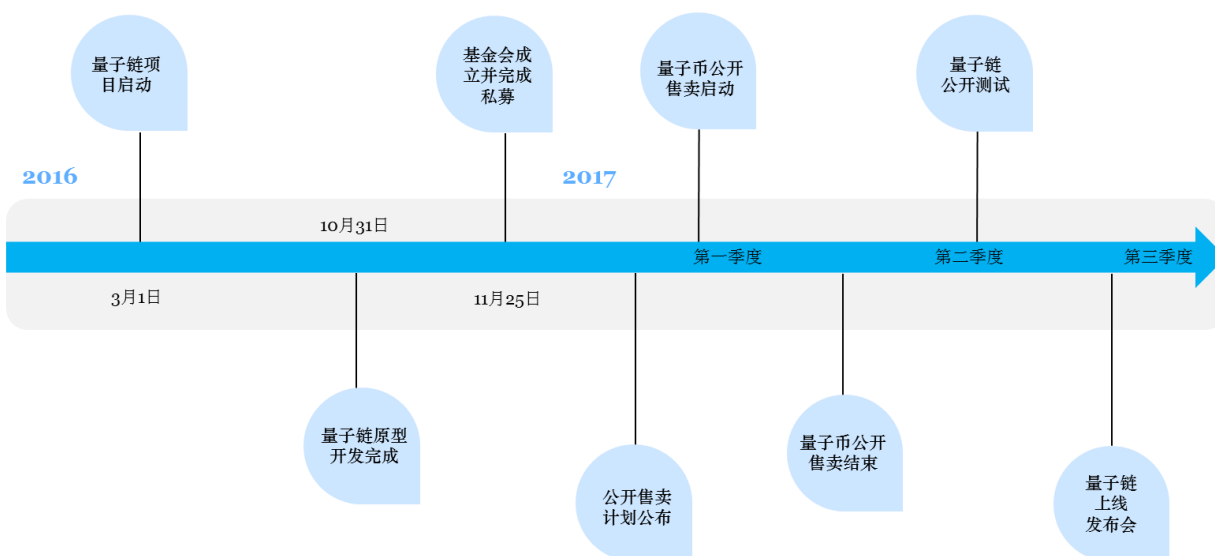 量子链项
目启动
基金会成
立并完成
私募
量子币公开
售卖启动
量子链
公开测试
2016
2017
10月31日
第一季度
第二季度
第三季度
3月1日
11月25日
量子链原型
开发完成
公开售卖
计划公布
量子币公开
售卖结束
量子链
上线
发布会